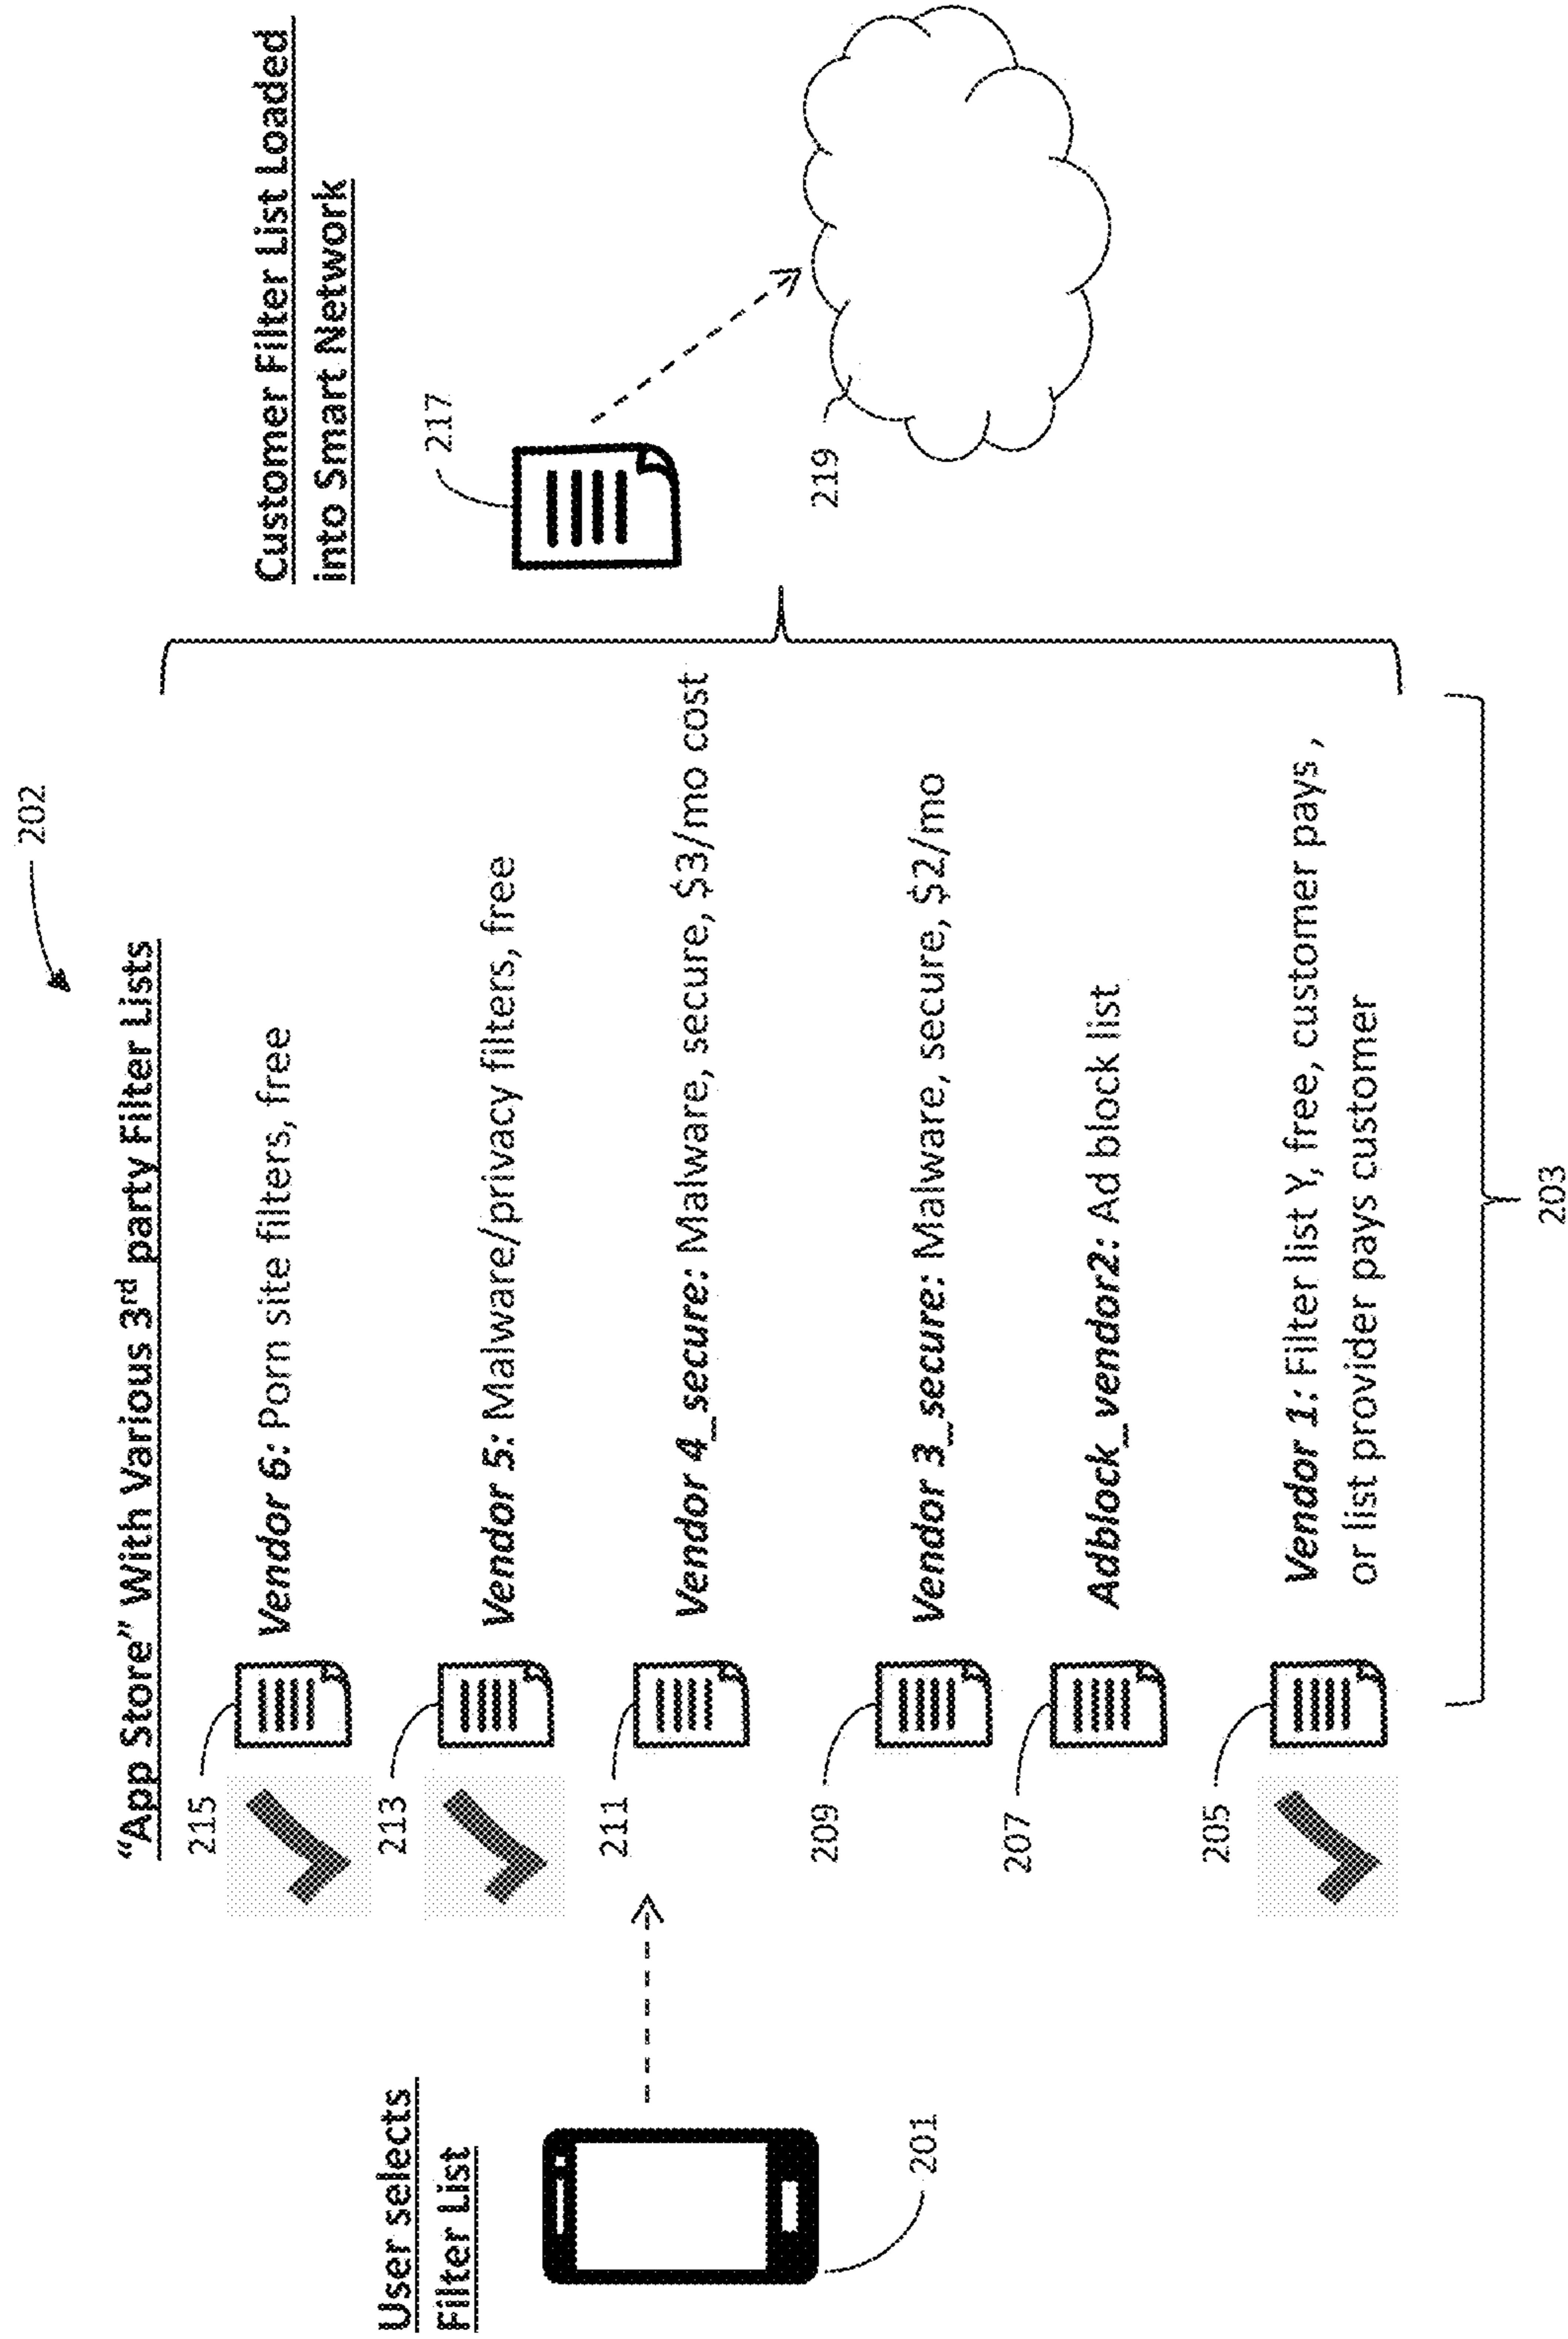 202
User selects
Filter List
201
“App Store” With Various 3rd party Filter Lists
215
Vendor 6: Porn site filters, free
213
Vendor 5: Malware/privacy filters, free
211
Vendor 4_secure: Malware, secure, $3/mo cost
209
Vendor 3_secure: Malware, secure, $2/mo
207
Adblock_vendor2: Ad block list
205
Vendor 1: Filter list Y, free, customer pays,
or list provider pays customer
203
Customer Filter List Loaded
into Smart Network
217
219